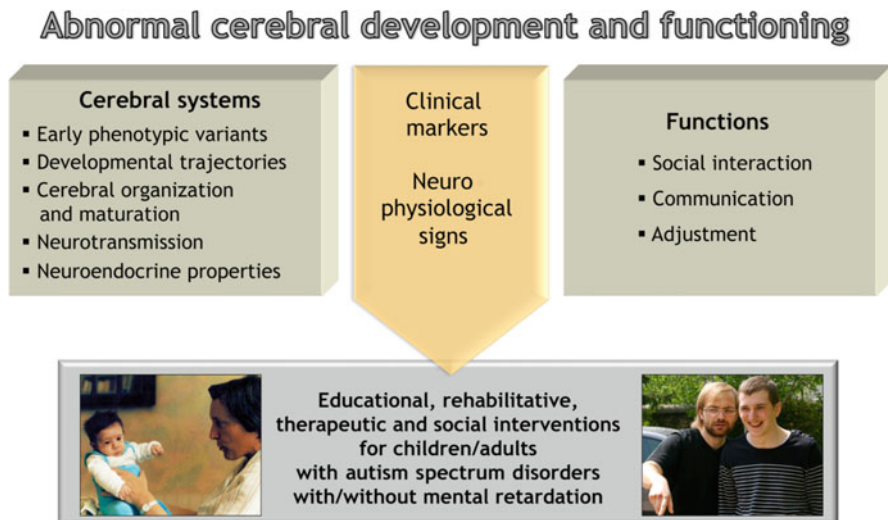 Abnormal cerebral development and functioning
Cerebral systems
▪ Early phenotypic variants
▪ Developmental trajectories
▪ Cerebral organization
and maturation
▪ Neurotransmission
▪ Neuroendocrine properties
Clinical
markers
Neuro
physiological
signs
Functions
▪ Social interaction
▪ Communication
▪ Adjustment
Educational, rehabilitative,
therapeutic and social interventions
for children/adults
with autism spectrum disorders
with/without mental retardation